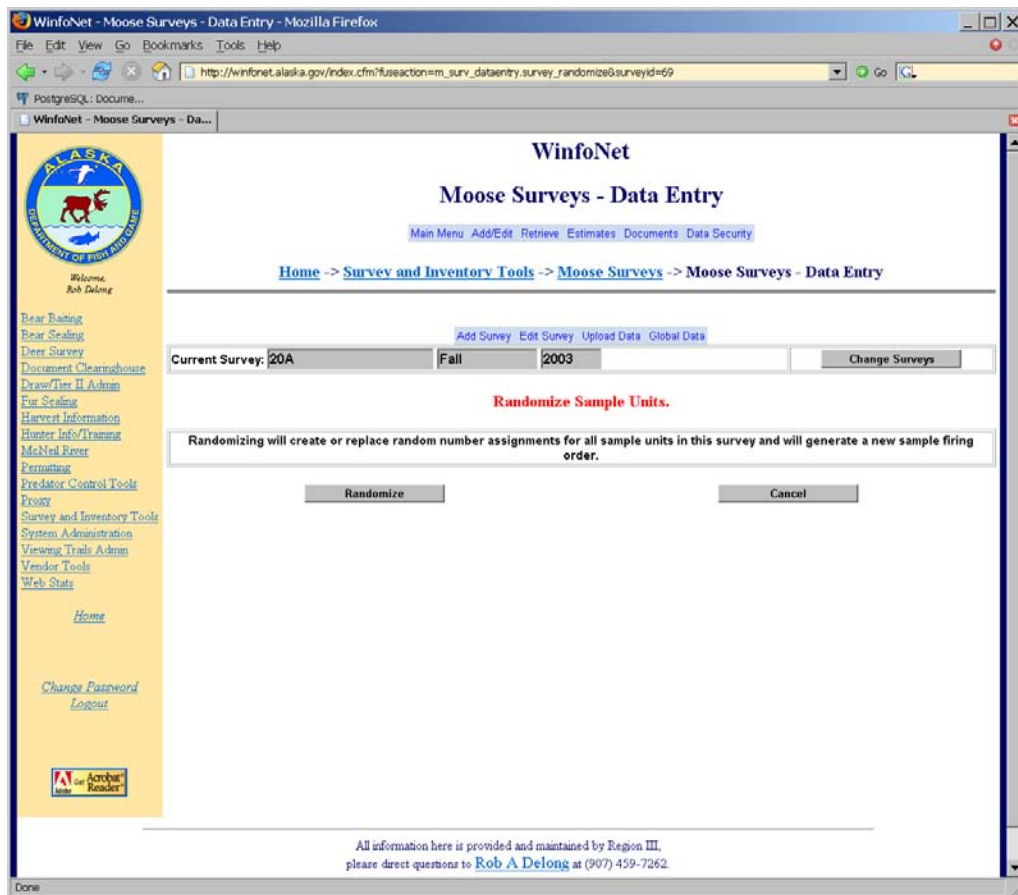 WinfoNet - Moose Surveys - Data Entry - Mozilla Firefox
File Edit View Go Bookmarks Tools Help
http://winfonet.alaska.gov/index.cfm?fuseaction=m_surv_dataentry.survey_randomize&surveyid=69
Go
PostgreSQL: Docume...
WinfoNet - Moose Surveys - Da...
ALASKA
DEPARTMENT OF FISH AND GAME
Welcome,
Rob Delong
Bear Baiting
Bear Sealing
Deer Survey
Document Clearinghouse
Draw/Tier II Admin
Fur Sealing
Harvest Information
Hunter Info/Training
McNeil River
Permitting
Predator Control Tools
Proxy
Survey and Inventory Tools
System Administration
Viewing Trails Admin
Vendor Tools
Web Stats
Home
Change Password
Logout
Get Acrobat®
Adobe Reader®
WinfoNet
Moose Surveys - Data Entry
Main Menu Add/Edit Retrieve Estimates Documents Data Security
Home -> Survey and Inventory Tools -> Moose Surveys -> Moose Surveys - Data Entry
Add Survey Edit Survey Upload Data Global Data
Current Survey: 20A Fall 2003 Change Surveys
Randomize Sample Units.
Randomizing will create or replace random number assignments for all sample units in this survey and will generate a new sample firing
order.
Randomize Cancel
All information here is provided and maintained by Region III,
please direct questions to Rob A Delong at (907) 459-7262.
Done